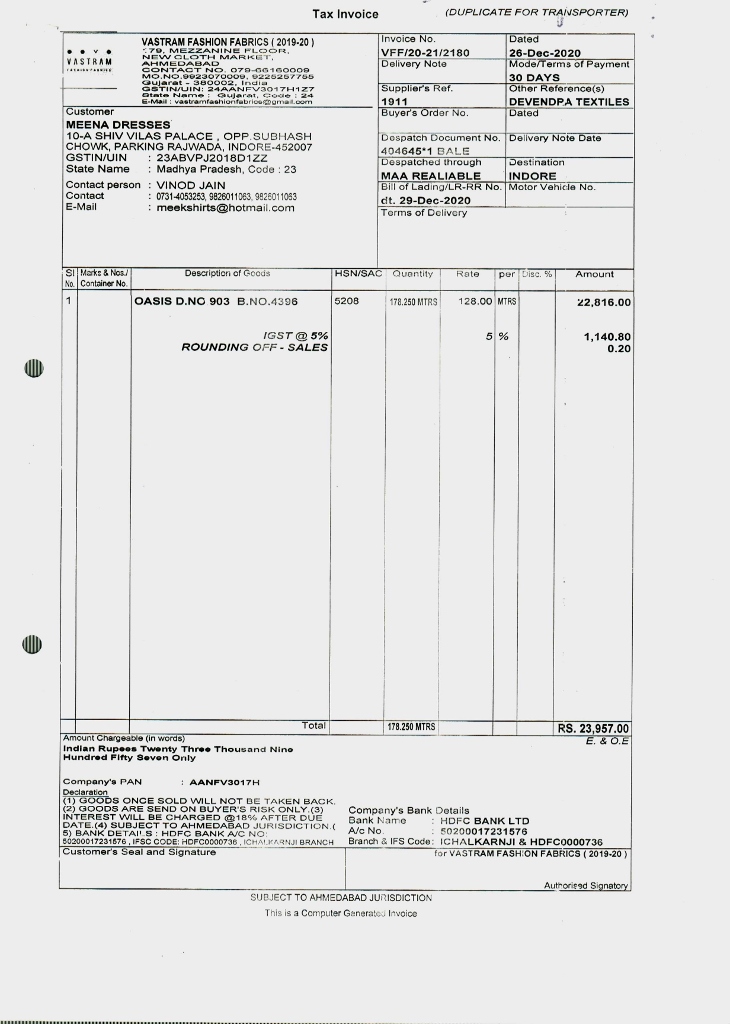 Tax Invoice
(DUPLICATE FOR TRANSPORTER)
VASTRAM
VASTRAM FASHION FABRICS ( 2019-20 )
79, MEZZANINE FLOOR,
NEW CLOTH MARKET,
AHMEDABAD
CONTACT NO. 079-66160009
MO.NO.9923070009, 9225257755
Gujarat - 380002, India
GSTIN/UIN: 24AANFV3017H1Z7
State Name : Gujarat, Code : 24
E-Mail : vastramfashionfabrics@gmail.com
Invoice No.
VFF/20-21/2180
Dated
26-Dec-2020
Delivery Note
Mode/Terms of Payment
30 DAYS
Supplier's Ref.
1911
Other Reference(s)
DEVENDPA TEXTILES
Customer
MEENA DRESSES
10-A SHIV VILAS PALACE , OPP.SUBHASH
CHOWK, PARKING RAJWADA, INDORE-452007
GSTIN/UIN : 23ABVPJ2018D1ZZ
State Name : Madhya Pradesh, Code : 23
Contact person : VINOD JAIN
Contact : 0731-4053253, 9826011063, 9826011063
E-Mail : meekshirts@hotmail.com
Buyer's Order No.
Dated
Despatch Document No.
404645*1 BALE
Delivery Note Date
Despatched through
MAA REALIABLE
Destination
INDORE
Bill of Lading/LR-RR No.
dt. 29-Dec-2020
Motor Vehicle No.
Terms of Delivery
Sl No. Marks & Nos./ Container No. Description of Goods HSN/SAC Quantity Rate per Disc. % Amount
1 OASIS D.NO 903 B.NO.4396 5208 178.250 MTRS 128.00 MTRS 22,816.00
IGST @ 5% 5 % 1,140.80
ROUNDING OFF - SALES 0.20
Total 178.250 MTRS RS. 23,957.00
Amount Chargeable (in words) E. & O.E
Indian Rupees Twenty Three Thousand Nine
Hundred Fifty Seven Only
Company's PAN : AANFV3017H
Declaration
(1) GOODS ONCE SOLD WILL NOT BE TAKEN BACK.
(2) GOODS ARE SEND ON BUYER'S RISK ONLY.(3)
INTEREST WILL BE CHARGED @18% AFTER DUE
DATE.(4) SUBJECT TO AHMEDABAD JURISDICTION.(
5) BANK DETAILS : HDFC BANK A/C NO:
50200017231576 , IFSC CODE: HDFC0000736 , ICHALKARNJI BRANCH
Company's Bank Details
Bank Name : HDFC BANK LTD
A/c No. : 50200017231576
Branch & IFS Code: ICHALKARNJI & HDFC0000736
Customer's Seal and Signature
for VASTRAM FASHION FABRICS ( 2019-20 )
Authorised Signatory
SUBJECT TO AHMEDABAD JURISDICTION
This is a Computer Generated Invoice